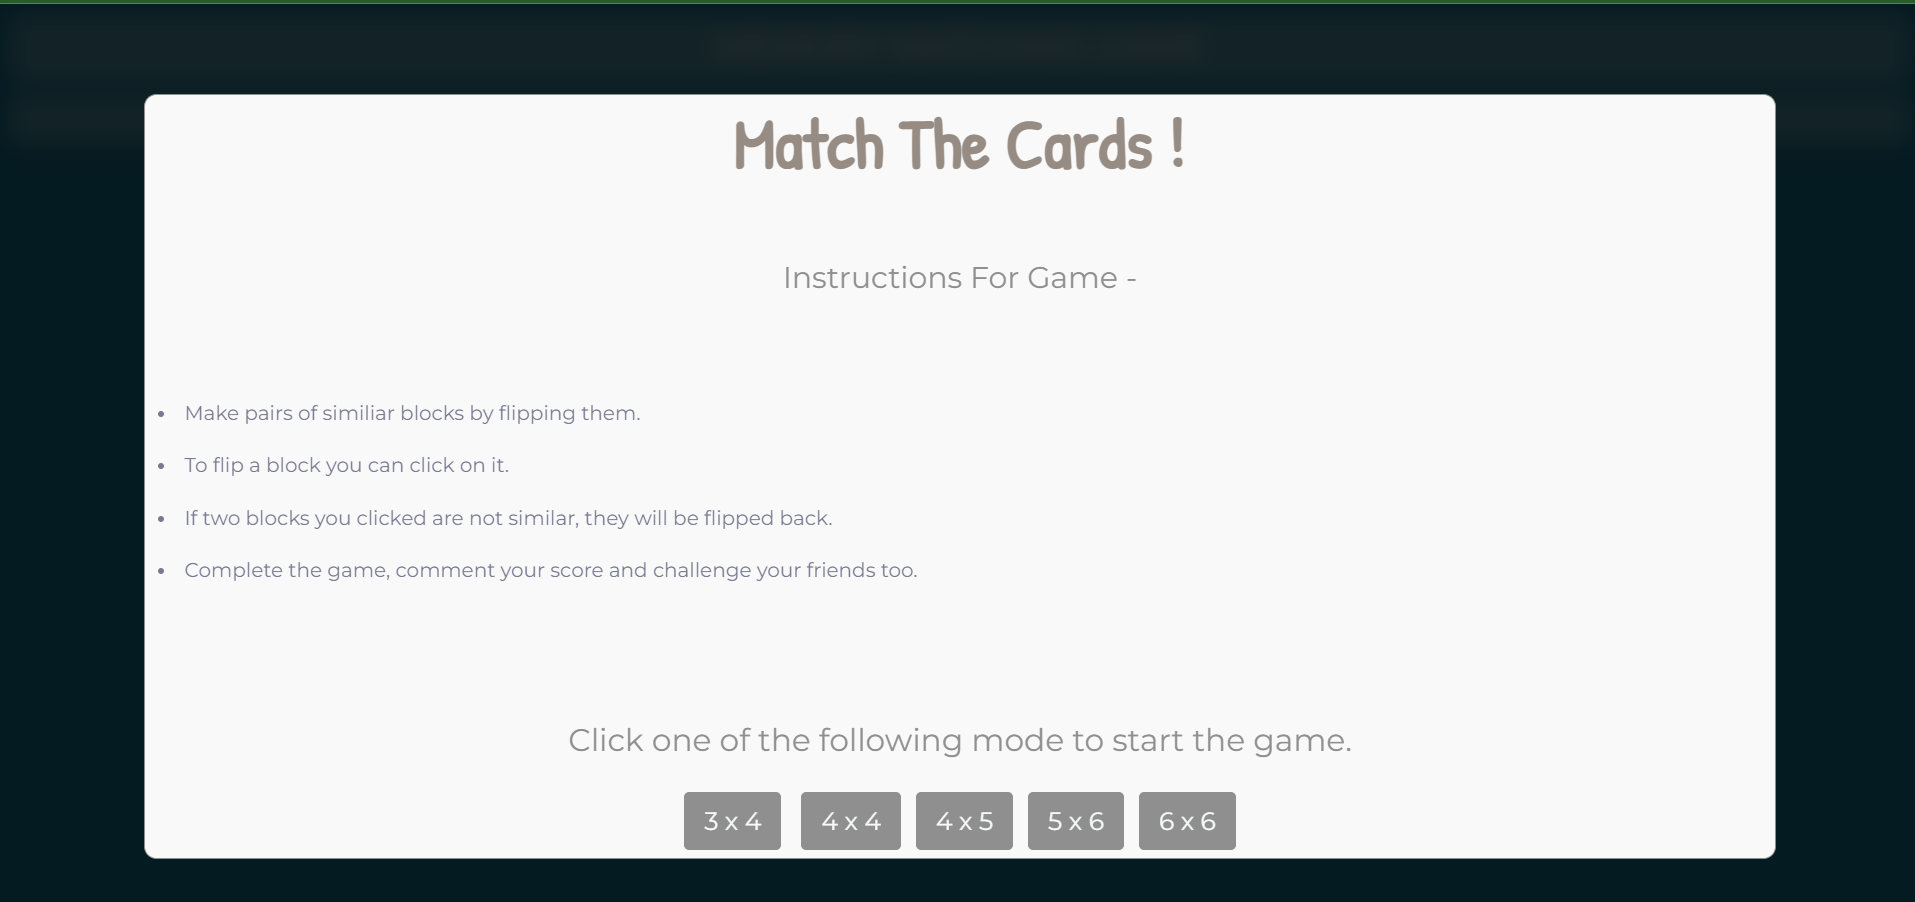 Match The Cards !
Instructions For Game -
• Make pairs of similiar blocks by flipping them.
• To flip a block you can click on it.
• If two blocks you clicked are not similar, they will be flipped back.
• Complete the game, comment your score and challenge your friends too.
Click one of the following mode to start the game.
3 x 4 4 x 4 4 x 5 5 x 6 6 x 6